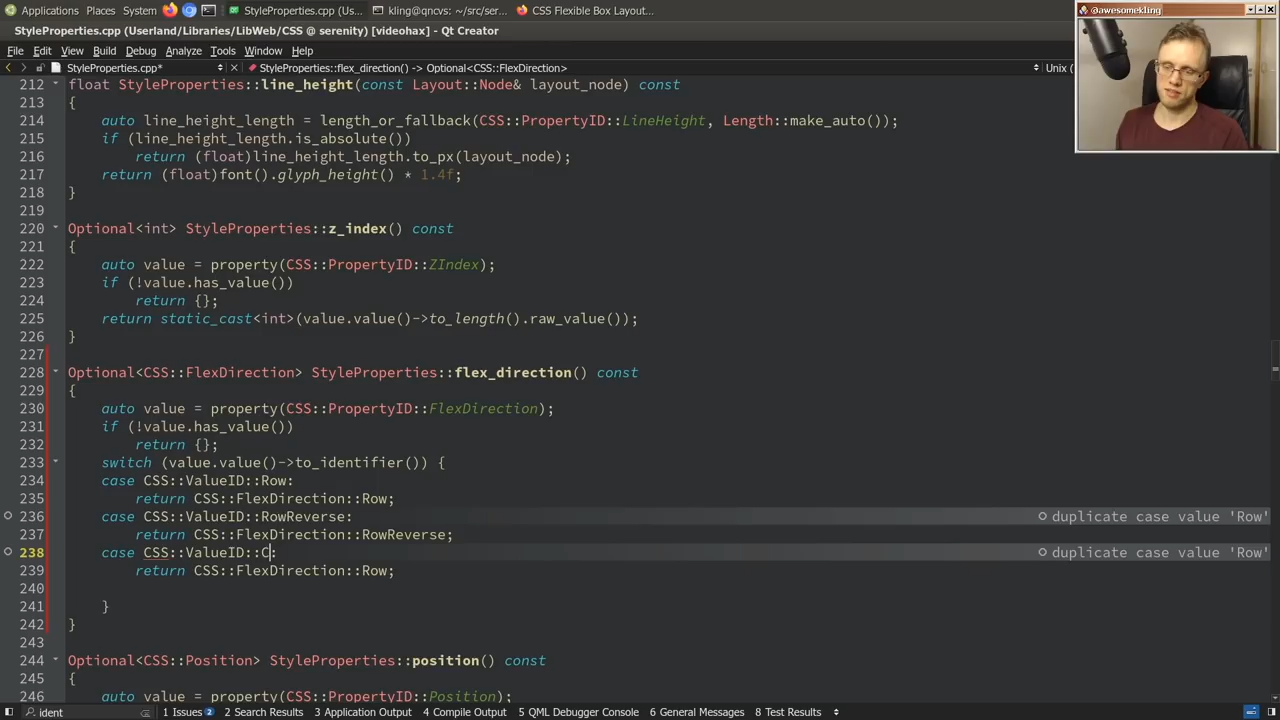 Applications Places System StyleProperties.cpp (Us... kling@qncvs: ~/src/ser... CSS Flexible Box Layout...
@awesomekling
StyleProperties.cpp (Userland/Libraries/LibWeb/CSS @ serenity) [videohax] - Qt Creator
File Edit View Build Debug Analyze Tools Window Help
StyleProperties.cpp* StyleProperties::flex_direction() -> Optional<CSS::FlexDirection> Unix (
212 float StyleProperties::line_height(const Layout::Node& layout_node) const
213 {
214 auto line_height_length = length_or_fallback(CSS::PropertyID::LineHeight, Length::make_auto());
215 if (line_height_length.is_absolute())
216 return (float)line_height_length.to_px(layout_node);
217 return (float)font().glyph_height() * 1.4f;
218 }
219
220 Optional<int> StyleProperties::z_index() const
221 {
222 auto value = property(CSS::PropertyID::ZIndex);
223 if (!value.has_value())
224 return {};
225 return static_cast<int>(value.value()->to_length().raw_value());
226 }
227
228 Optional<CSS::FlexDirection> StyleProperties::flex_direction() const
229 {
230 auto value = property(CSS::PropertyID::FlexDirection);
231 if (!value.has_value())
232 return {};
233 switch (value.value()->to_identifier()) {
234 case CSS::ValueID::Row:
235 return CSS::FlexDirection::Row;
236 case CSS::ValueID::RowReverse: duplicate case value 'Row'
237 return CSS::FlexDirection::RowReverse;
238 case CSS::ValueID::C: duplicate case value 'Row'
239 return CSS::FlexDirection::Row;
240
241 }
242 }
243
244 Optional<CSS::Position> StyleProperties::position() const
245 {
246 auto value = property(CSS::PropertyID::Position);
ident 1 Issues 2 2 Search Results 3 Application Output 4 Compile Output 5 QML Debugger Console 6 General Messages 8 Test Results